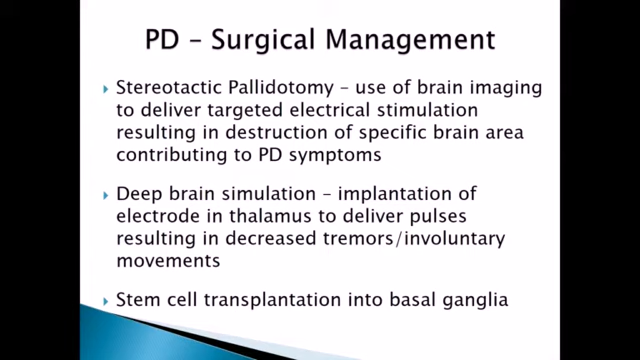 PD – Surgical Management
Stereotactic Pallidotomy – use of brain imaging
to deliver targeted electrical stimulation
resulting in destruction of specific brain area
contributing to PD symptoms
Deep brain simulation – implantation of
electrode in thalamus to deliver pulses
resulting in decreased tremors/involuntary
movements
Stem cell transplantation into basal ganglia